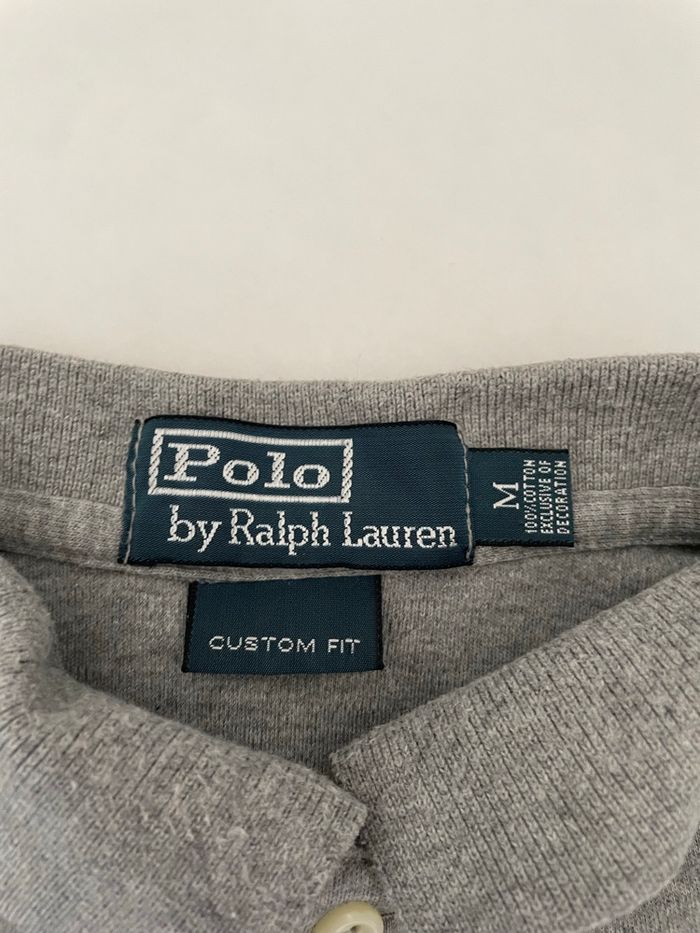 Polo
by Ralph Lauren
M
100% COTTON
EXCLUSIVE OF
DECORATION
CUSTOM FIT